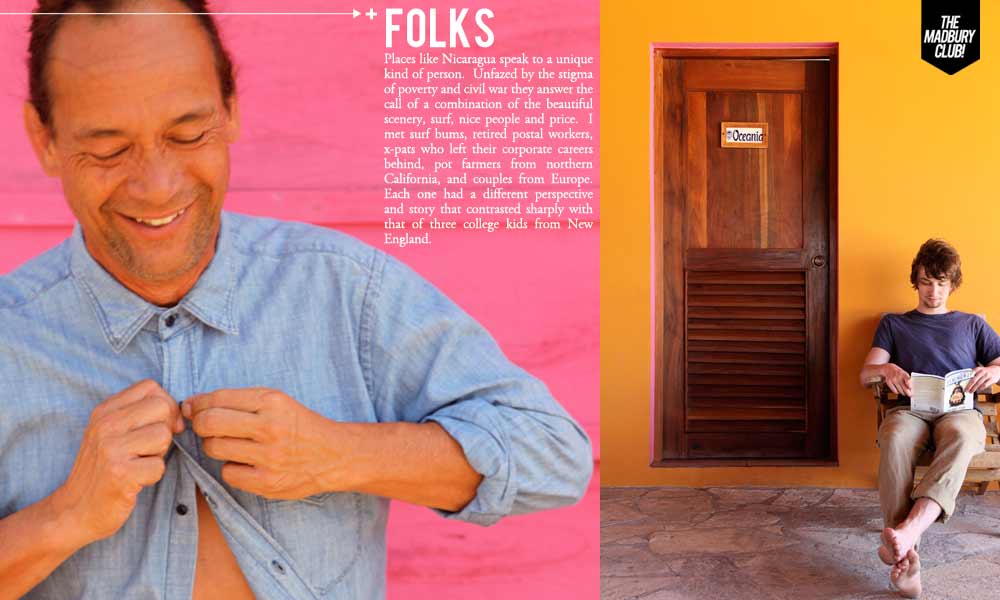 FOLKS
Places like Nicaragua speak to a unique
kind of person. Unfazed by the stigma
of poverty and civil war they answer the
call of a combination of the beautiful
scenery, surf, nice people and price. I
met surf bums, retired postal workers,
x-pats who left their corporate careers
behind, pot farmers from northern
California, and couples from Europe.
Each one had a different perspective
and story that contrasted sharply with
that of three college kids from New
England.
Oceania
THE
MADBURY
CLUB!